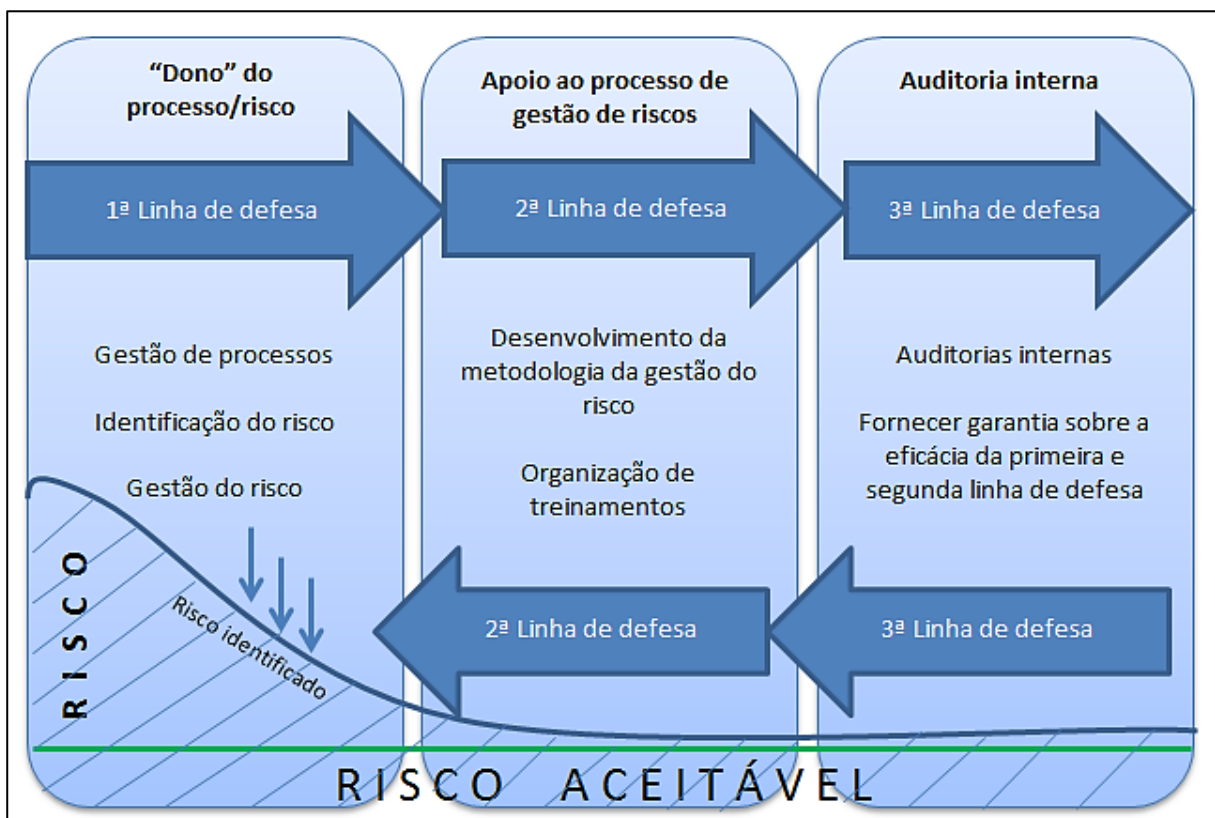 “Dono” do
processo/risco
Apoio ao processo de
gestão de riscos
Auditoria interna
1ª Linha de defesa
2ª Linha de defesa
3ª Linha de defesa
Gestão de processos
Identificação do risco
Gestão do risco
Desenvolvimento da
metodologia da gestão do
risco
Organização de
treinamentos
Auditorias internas
Fornecer garantia sobre a
eficácia da primeira e
segunda linha de defesa
RISCO
Risco identificado
2ª Linha de defesa
3ª Linha de defesa
RISCO ACEITÁVEL